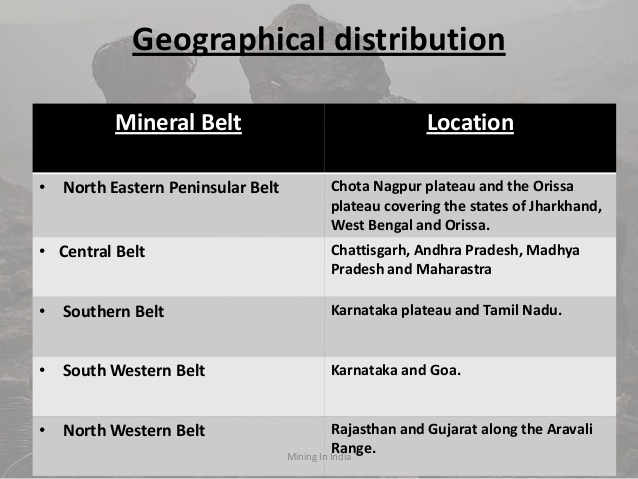 Geographical distribution
Mineral Belt Location
• North Eastern Peninsular Belt
Chota Nagpur plateau and the Orissa
plateau covering the states of Jharkhand,
West Bengal and Orissa.
• Central Belt
Chattisgarh, Andhra Pradesh, Madhya
Pradesh and Maharastra
• Southern Belt
Karnataka plateau and Tamil Nadu.
• South Western Belt
Karnataka and Goa.
• North Western Belt
Rajasthan and Gujarat along the Aravali
Range.
Mining In India